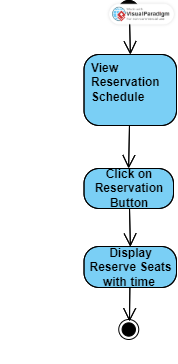 VisualParadigm
View
Reservation
Schedule
Click on
Reservation
Button
Display
Reserve Seats
with time